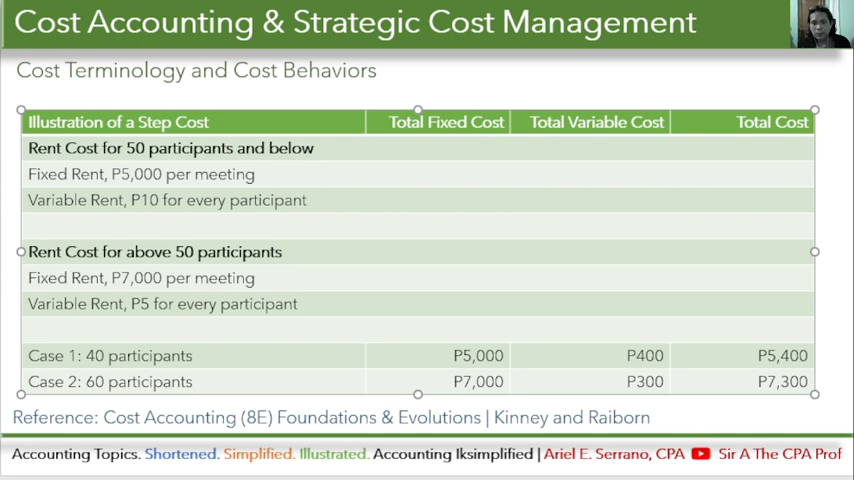 Cost Accounting & Strategic Cost Management
Cost Terminology and Cost Behaviors
Illustration of a Step Cost Total Fixed Cost Total Variable Cost Total Cost
Rent Cost for 50 participants and below
Fixed Rent, P5,000 per meeting
Variable Rent, P10 for every participant
Rent Cost for above 50 participants
Fixed Rent, P7,000 per meeting
Variable Rent, P5 for every participant
Case 1: 40 participants P5,000 P400 P5,400
Case 2: 60 participants P7,000 P300 P7,300
Reference: Cost Accounting (8E) Foundations & Evolutions | Kinney and Raiborn
Accounting Topics. Shortened. Simplified. Illustrated. Accounting Iksimplified | Ariel E. Serrano, CPA Sir A The CPA Prof